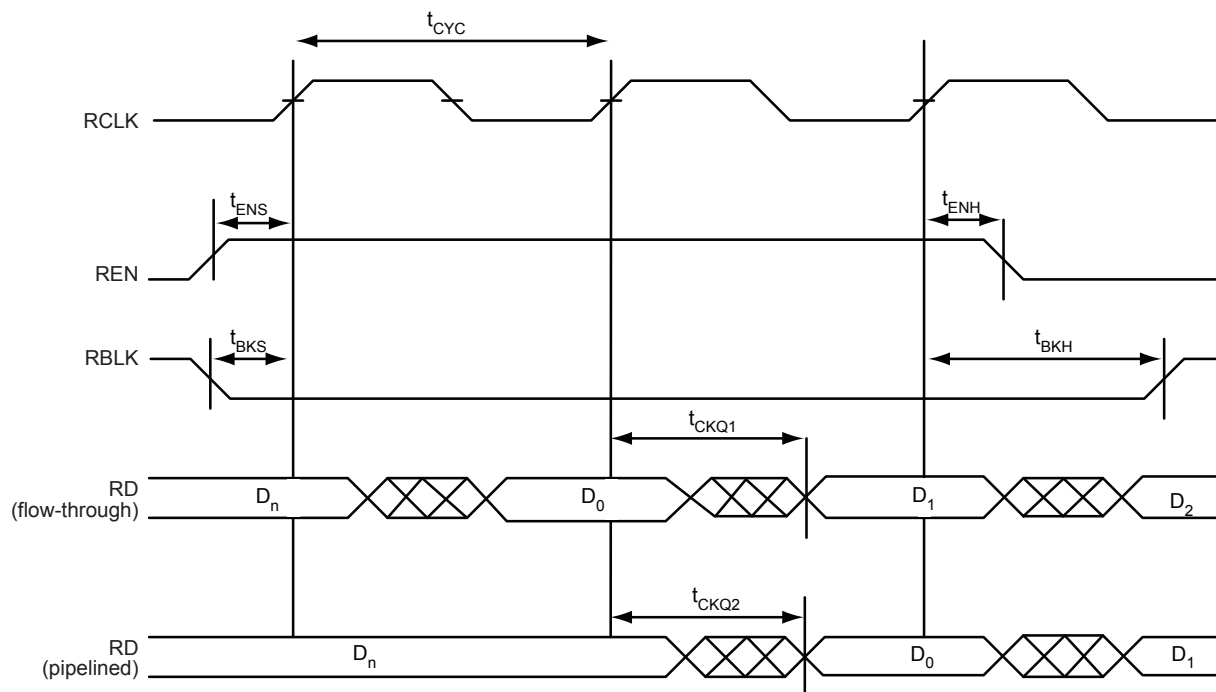 tCYC
RCLK
tENS
tENH
REN
tBKS
RBLK
tBKH
tCKQ1
RD
(flow-through)
Dn
D0
D1
D2
tCKQ2
RD
(pipelined)
Dn
D0
D1